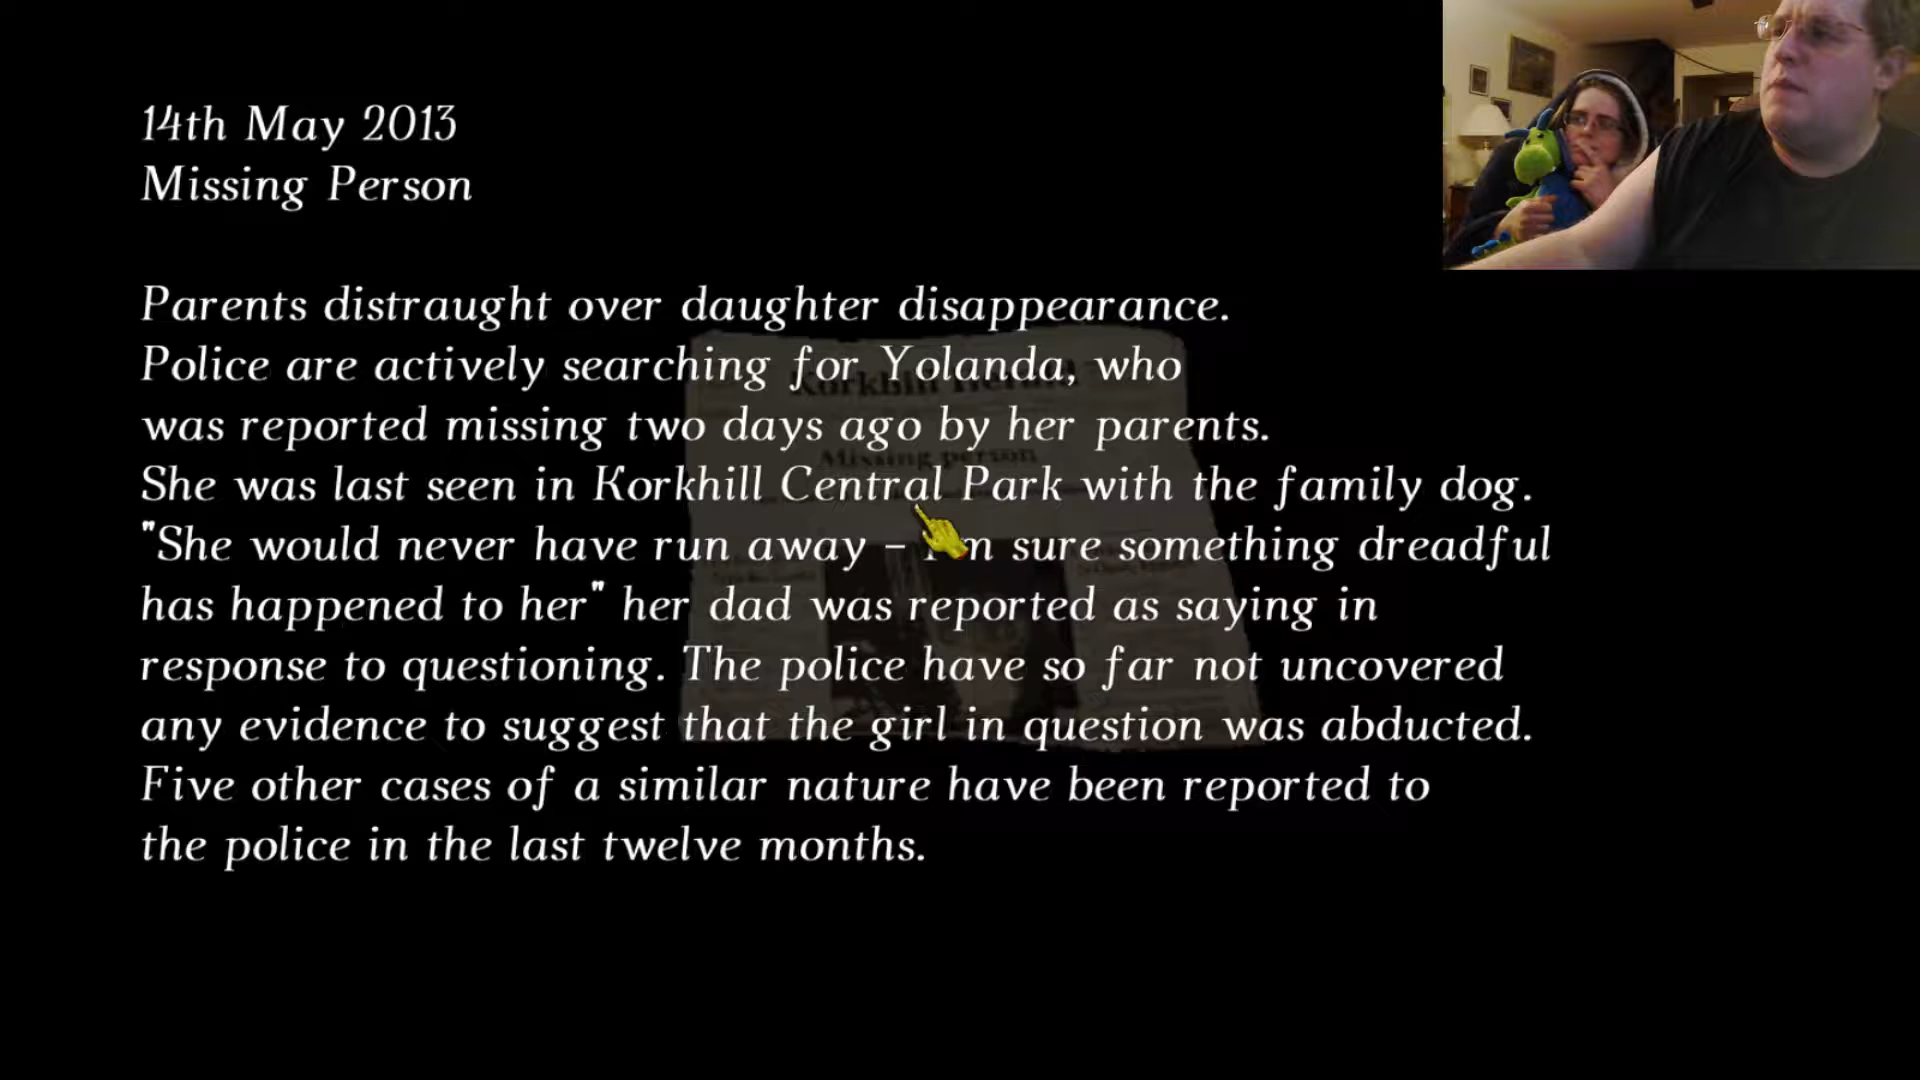 14th May 2013
Missing Person
Parents distraught over daughter disappearance.
Police are actively searching for Yolanda, who
was reported missing two days ago by her parents.
She was last seen in Korkhill Central Park with the family dog.
"She would never have run away - I'm sure something dreadful
has happened to her" her dad was reported as saying in
response to questioning. The police have so far not uncovered
any evidence to suggest that the girl in question was abducted.
Five other cases of a similar nature have been reported to
the police in the last twelve months.
Korkhill Herald
Missing person